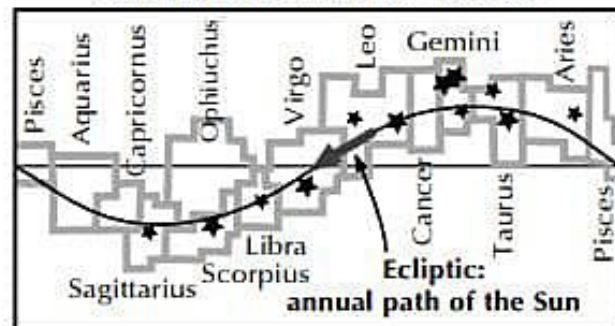 Pisces
Aquarius
Capricornus
Ophiuchus
Virgo
Leo
Gemini
Aries
Sagittarius
Scorpius
Libra
Cancer
Taurus
Pisces
Ecliptic:
annual path of the Sun